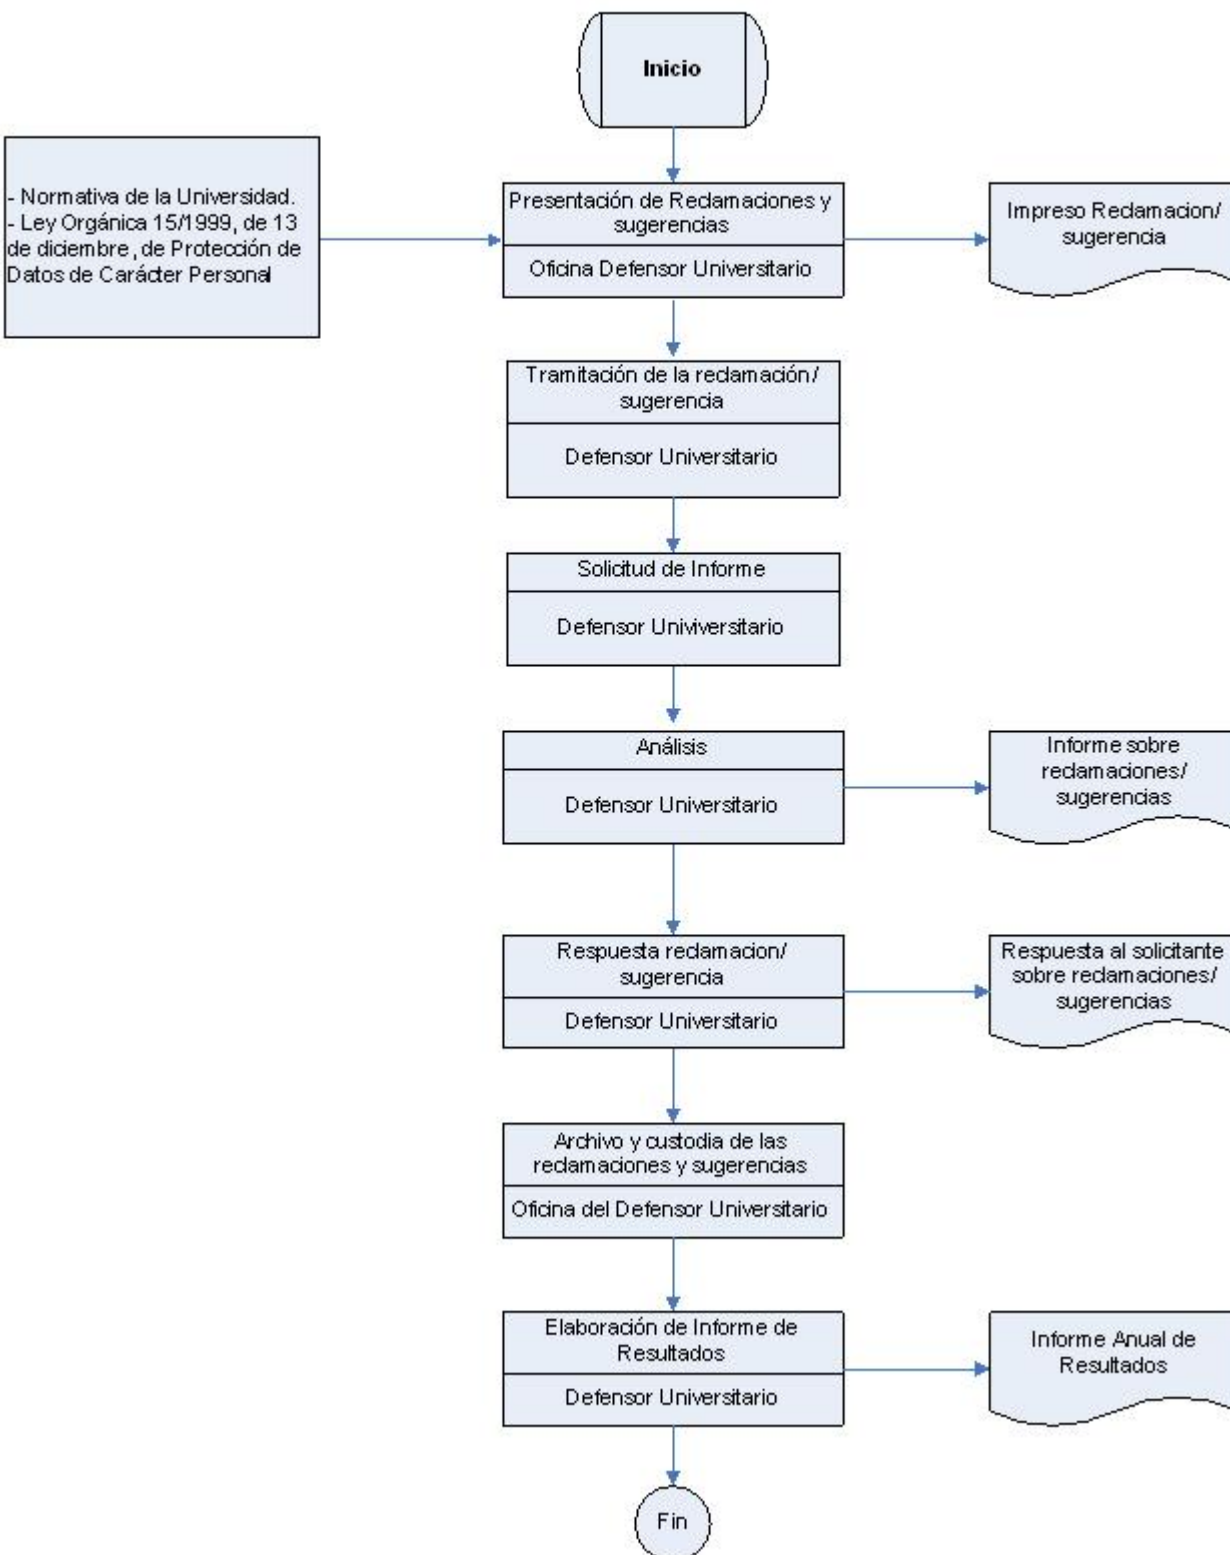 Inicio
- Normativa de la Universidad.
- Ley Orgánica 15/1999, de 13
de diciembre, de Protección de
Datos de Carácter Personal
Presentación de Reclamaciones y
sugerencias
Oficina Defensor Universitario
Impreso Reclamacion/
sugerencia
Tramitación de la reclamación/
sugerencia
Defensor Universitario
Solicitud de Informe
Defensor Univiversitario
Análisis
Defensor Universitario
Informe sobre
reclamaciones/
sugerencias
Respuesta reclamacion/
sugerencia
Defensor Universitario
Respuesta al solicitante
sobre reclamaciones/
sugerencias
Archivo y custodia de las
reclamaciones y sugerencias
Oficina del Defensor Universitario
Elaboración de Informe de
Resultados
Defensor Universitario
Informe Anual de
Resultados
Fin